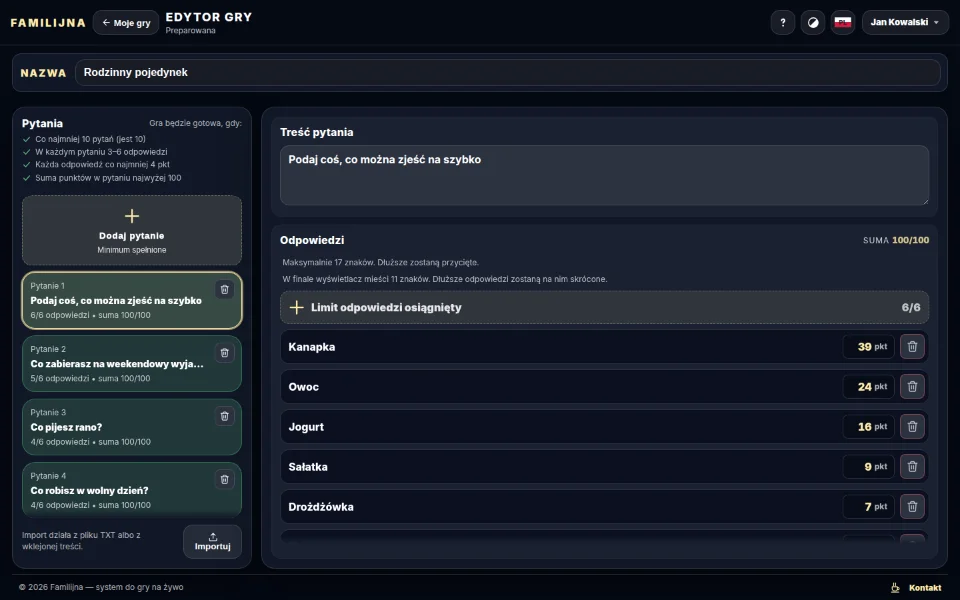 FAMILIJNA
← Moje gry
EDYTOR GRY
Preparowana
?
Jan Kowalski
NAZWA
Rodzinny pojedynek
Pytania
Gra będzie gotowa, gdy:
Co najmniej 10 pytań (jest 10)
W każdym pytaniu 3–6 odpowiedzi
Każda odpowiedź co najmniej 4 pkt
Suma punktów w pytaniu najwyżej 100
Dodaj pytanie
Minimum spełnione
Pytanie 1
Podaj coś, co można zjeść na szybko
6/6 odpowiedzi • suma 100/100
Pytanie 2
Co zabierasz na weekendowy wyja...
5/6 odpowiedzi • suma 100/100
Pytanie 3
Co pijesz rano?
4/6 odpowiedzi • suma 100/100
Pytanie 4
Co robisz w wolny dzień?
4/6 odpowiedzi • suma 100/100
Import działa z pliku TXT albo z
wklejonej treści.
Importuj
Treść pytania
Podaj coś, co można zjeść na szybko
Odpowiedzi
SUMA 100/100
Maksymalnie 17 znaków. Dłuższe zostaną przycięte.
W finale wyświetlacz mieści 11 znaków. Dłuższe odpowiedzi zostaną na nim skrócone.
Limit odpowiedzi osiągnięty
6/6
Kanapka
39 pkt
Owoc
24 pkt
Jogurt
16 pkt
Sałatka
9 pkt
Drożdżówka
7 pkt
© 2026 Familijna — system do gry na żywo
Kontakt